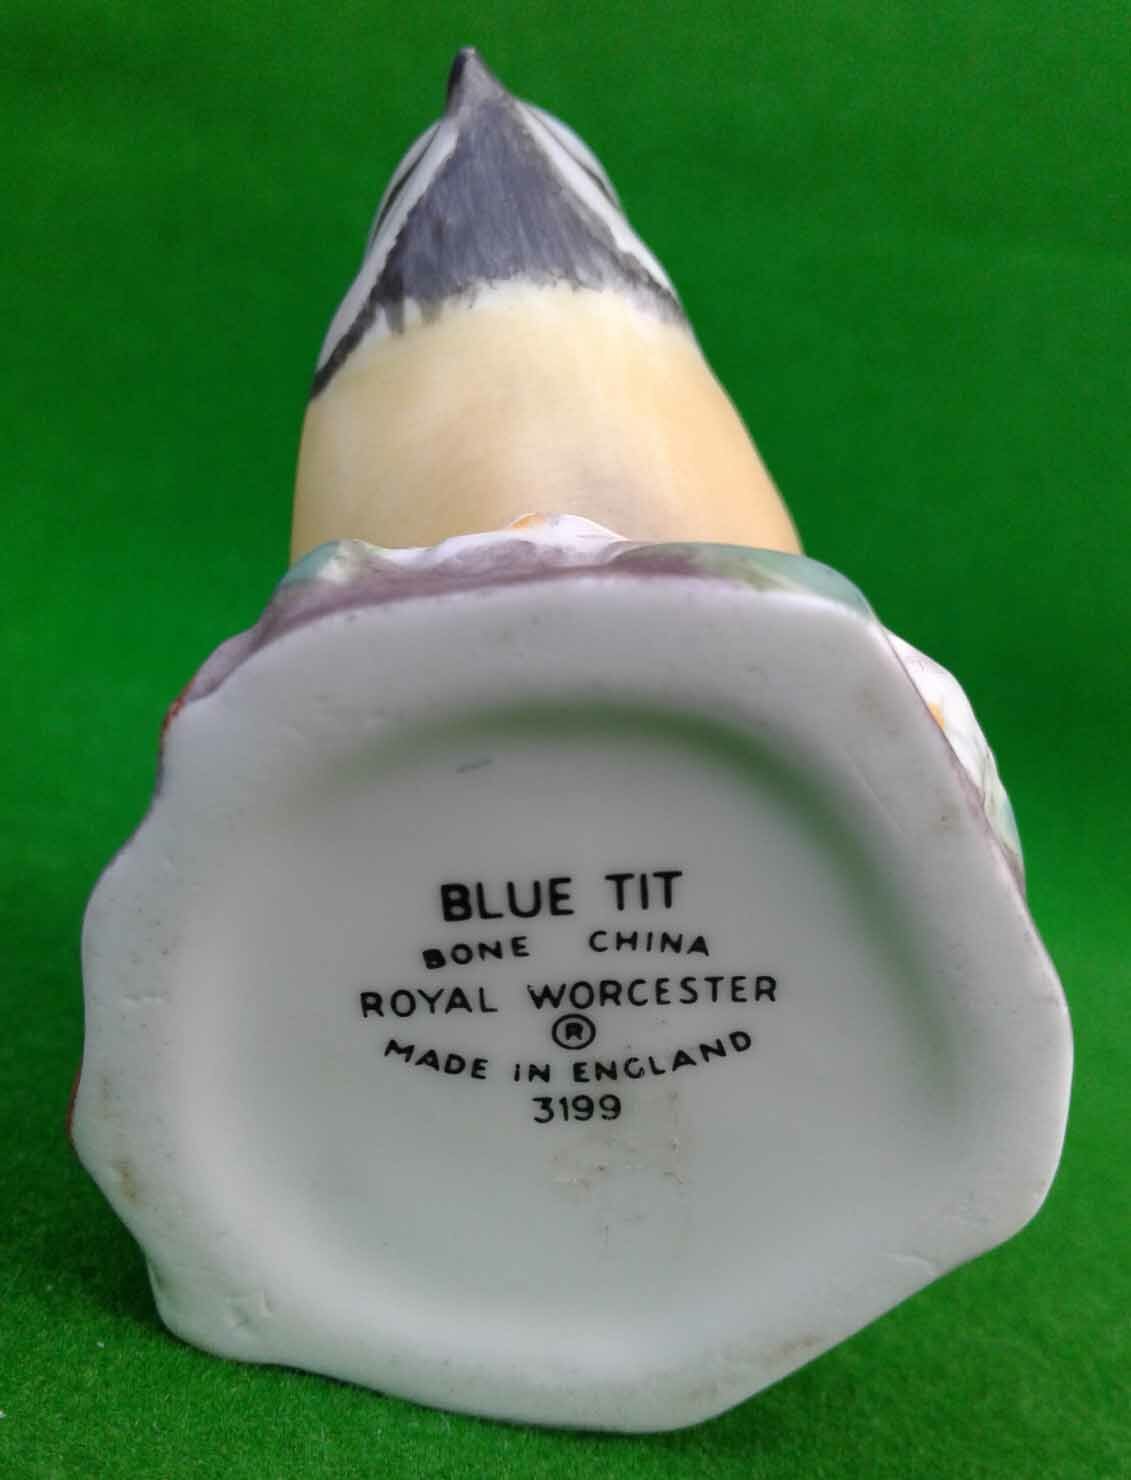 BLUE TIT
BONE CHINA
ROYAL WORCESTER
®
MADE IN ENGLAND
3199